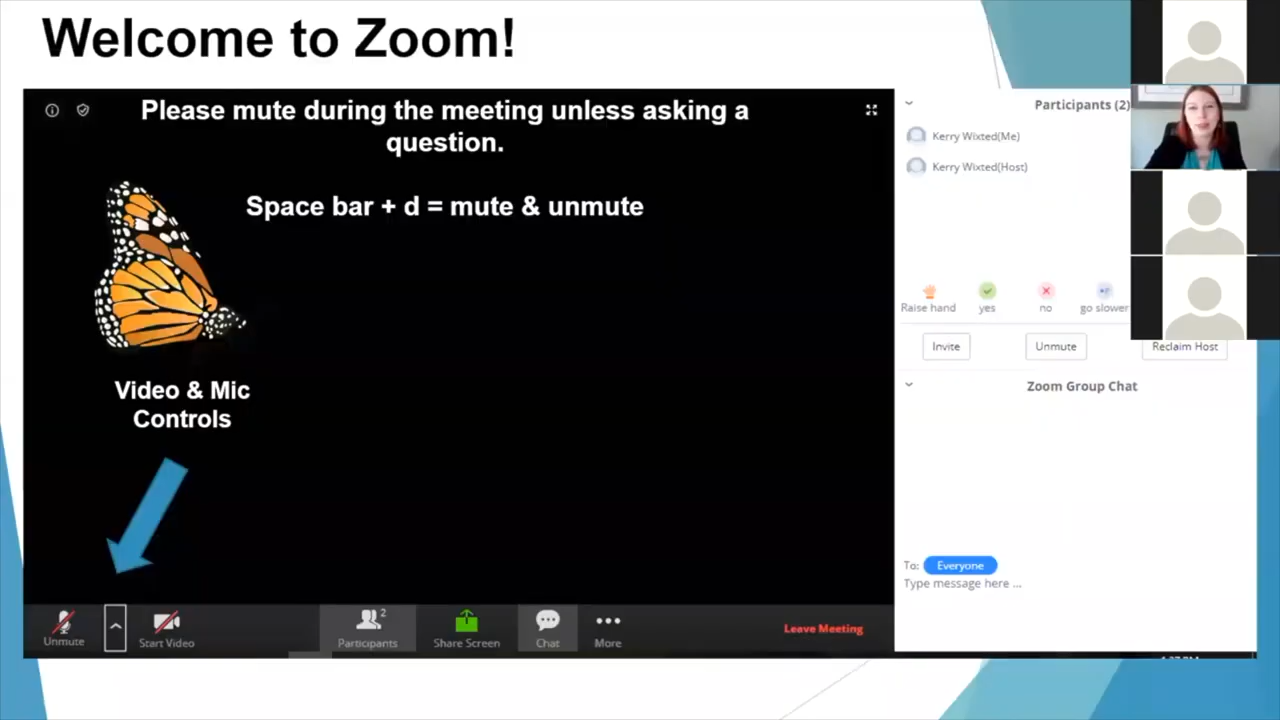 Welcome to Zoom!
Please mute during the meeting unless asking a
question.
Space bar + d = mute & unmute
Video & Mic
Controls
Unmute
Start Video
Participants
2
Share Screen
Chat
More
Leave Meeting
Participants (2)
Kerry Wixted(Me)
Kerry Wixted(Host)
Raise hand
yes
no
go slower
Invite
Unmute
Reclaim Host
Zoom Group Chat
To: Everyone
Type message here ...